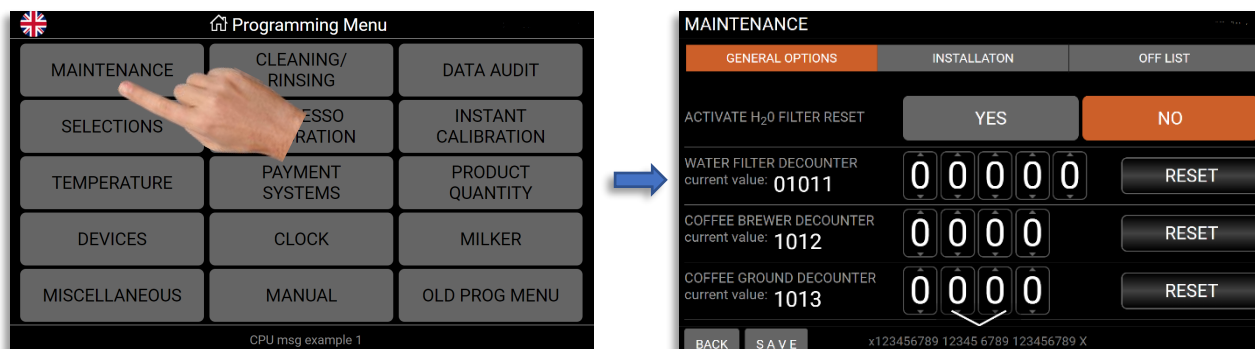 Programming Menu
MAINTENANCE
CLEANING/
RINSING
DATA AUDIT
SELECTIONS
ESSO
RATION
INSTANT
CALIBRATION
TEMPERATURE
PAYMENT
SYSTEMS
PRODUCT
QUANTITY
DEVICES
CLOCK
MILKER
MISCELLANEOUS
MANUAL
OLD PROG MENU
CPU msg example 1
MAINTENANCE
GENERAL OPTIONS
INSTALLATON
OFF LIST
ACTIVATE H₂0 FILTER RESET
YES
NO
WATER FILTER DECOUNTER
current value: 01011
0 0 0 0 0
RESET
COFFEE BREWER DECOUNTER
current value: 1012
0 0 0 0
RESET
COFFEE GROUND DECOUNTER
current value: 1013
0 0 0 0
RESET
BACK
SAVE
x123456789 12345 6789 123456789 X